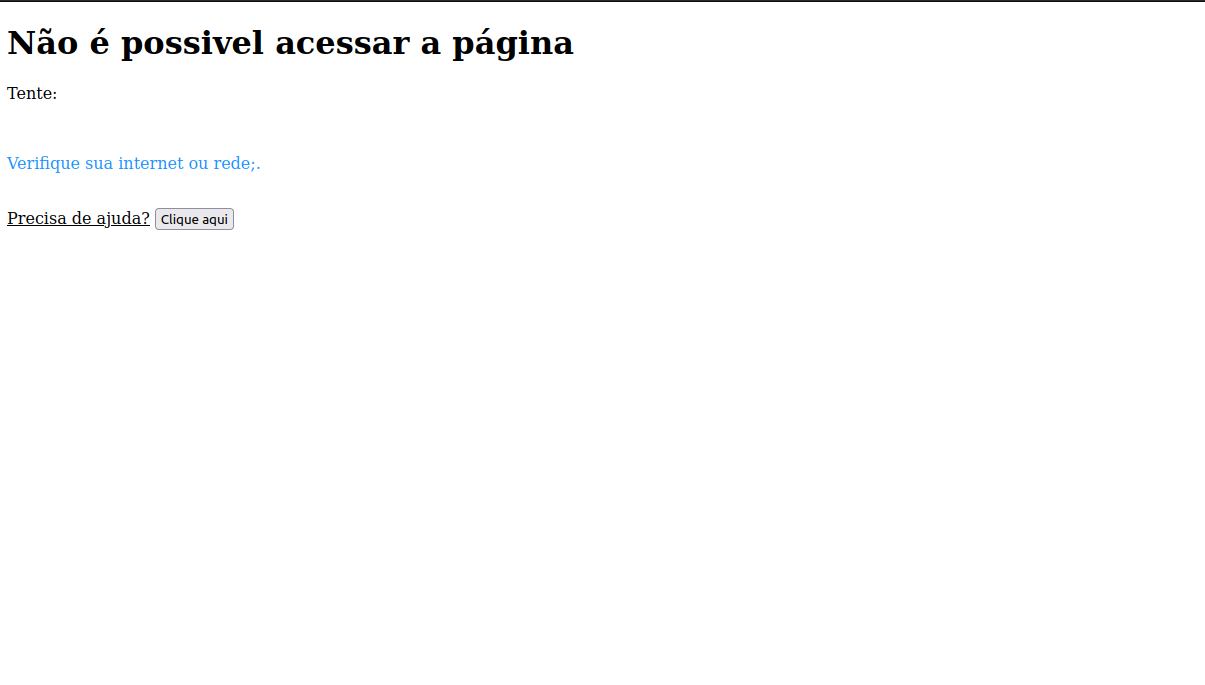 Não é possivel acessar a página
Tente:
Verifique sua internet ou rede;.
Precisa de ajuda? Clique aqui